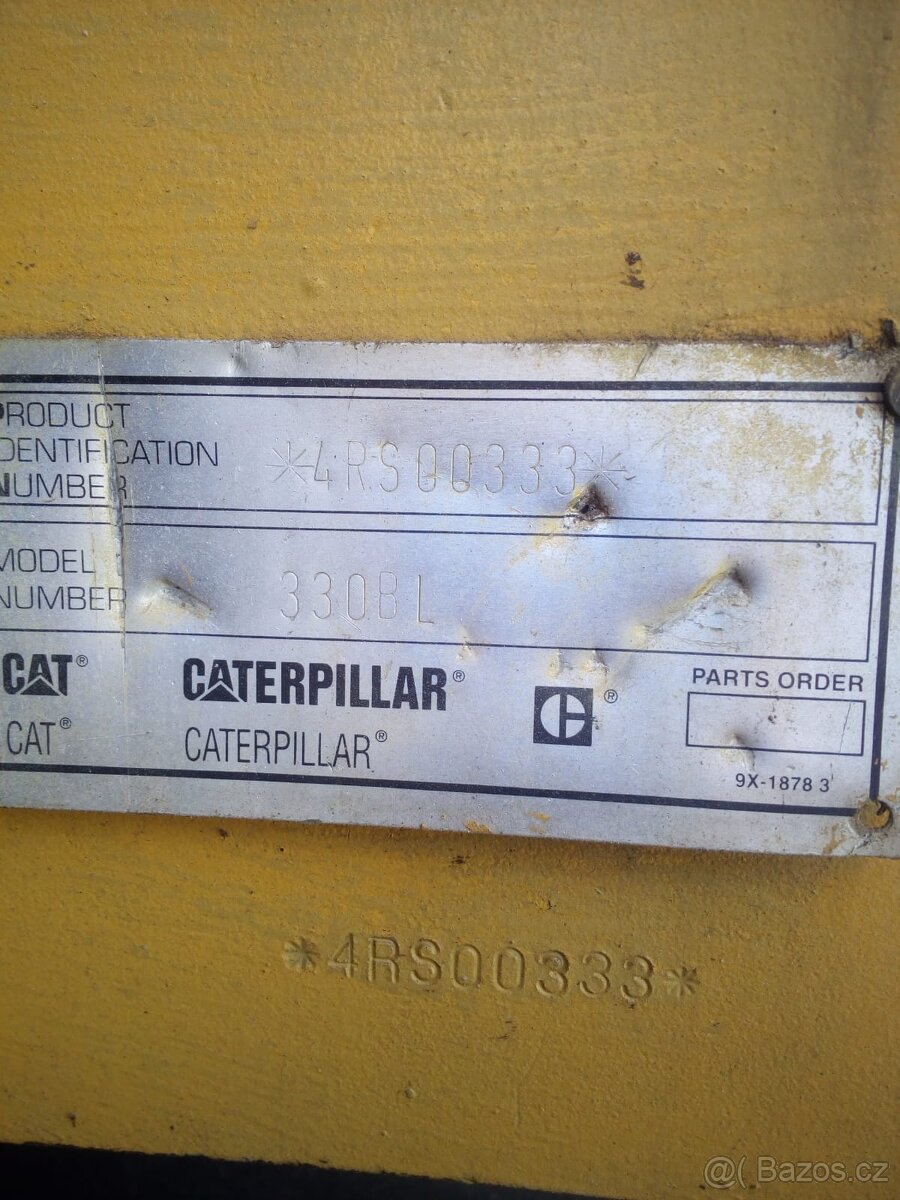 PRODUCT
IDENTIFICATION
NUMBER
*4RS00333*
MODEL
NUMBER
330BL
CAT® CATERPILLAR® ®
CAT® CATERPILLAR®
PARTS ORDER
9X-1878 3
*4RS00333*
@( Bazos.cz